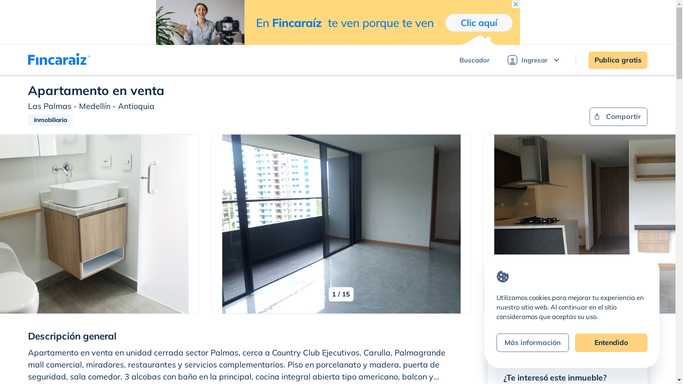 En Fincaraíz te ven porque te ven
Clic aquí
Fincaraíz
Buscador
Ingresar
Publica gratis
Apartamento en venta
Las Palmas - Medellín - Antioquia
Inmobiliaria
Compartir
1 / 15
Utilizamos cookies para mejorar tu experiencia en
nuestro sitio web. Al continuar en el sitio
consideramos que aceptas su uso.
Más información
Entendido
Descripción general
Apartamento en venta en unidad cerrada sector Palmas, cerca a Country Club Ejecutivos, Carulla, Palmagrande
mall comercial, miradores, restaurantes y servicios complementarios. Piso en porcelanato y madera, puerta de
seguridad, sala comedor, 3 alcobas con baño en la principal, cocina integral abierta tipo americano, balcon y...
¿Te interesó este inmueble?